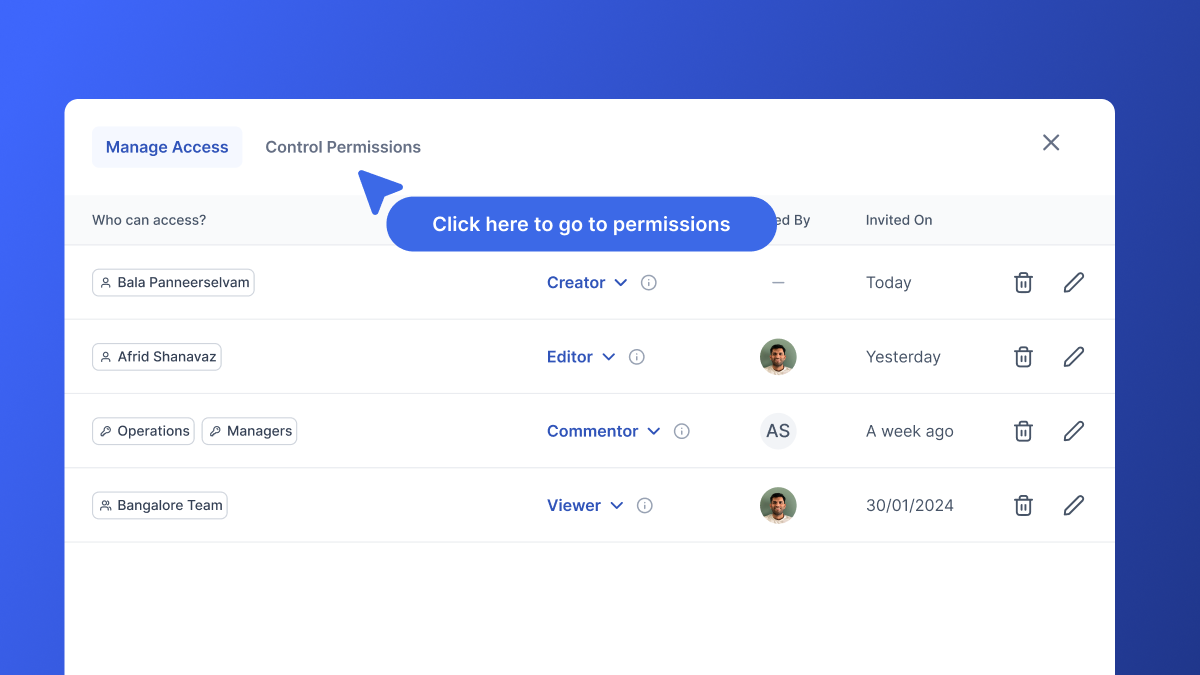 Manage Access Control Permissions
Click here to go to permissions
Who can access? By Invited On
Bala Panneerselvam Creator — Today
Afrid Shanavaz Editor Yesterday
Operations Managers Commentor AS A week ago
Bangalore Team Viewer 30/01/2024